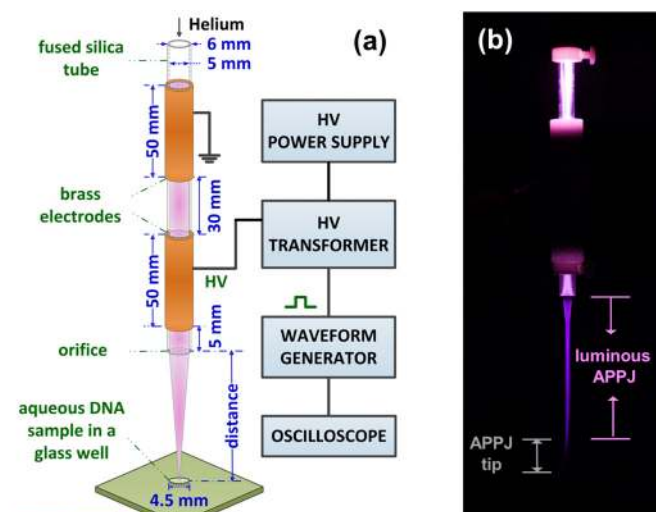 Helium
(a)
fused silica
tube
6 mm
5 mm
50 mm
brass
electrodes
30 mm
50 mm
HV
5 mm
orifice
distance
aqueous DNA
sample in a
glass well
4.5 mm
HV
POWER SUPPLY
HV
TRANSFORMER
WAVEFORM
GENERATOR
OSCILLOSCOPE
(b)
luminous
APPJ
APPJ
tip